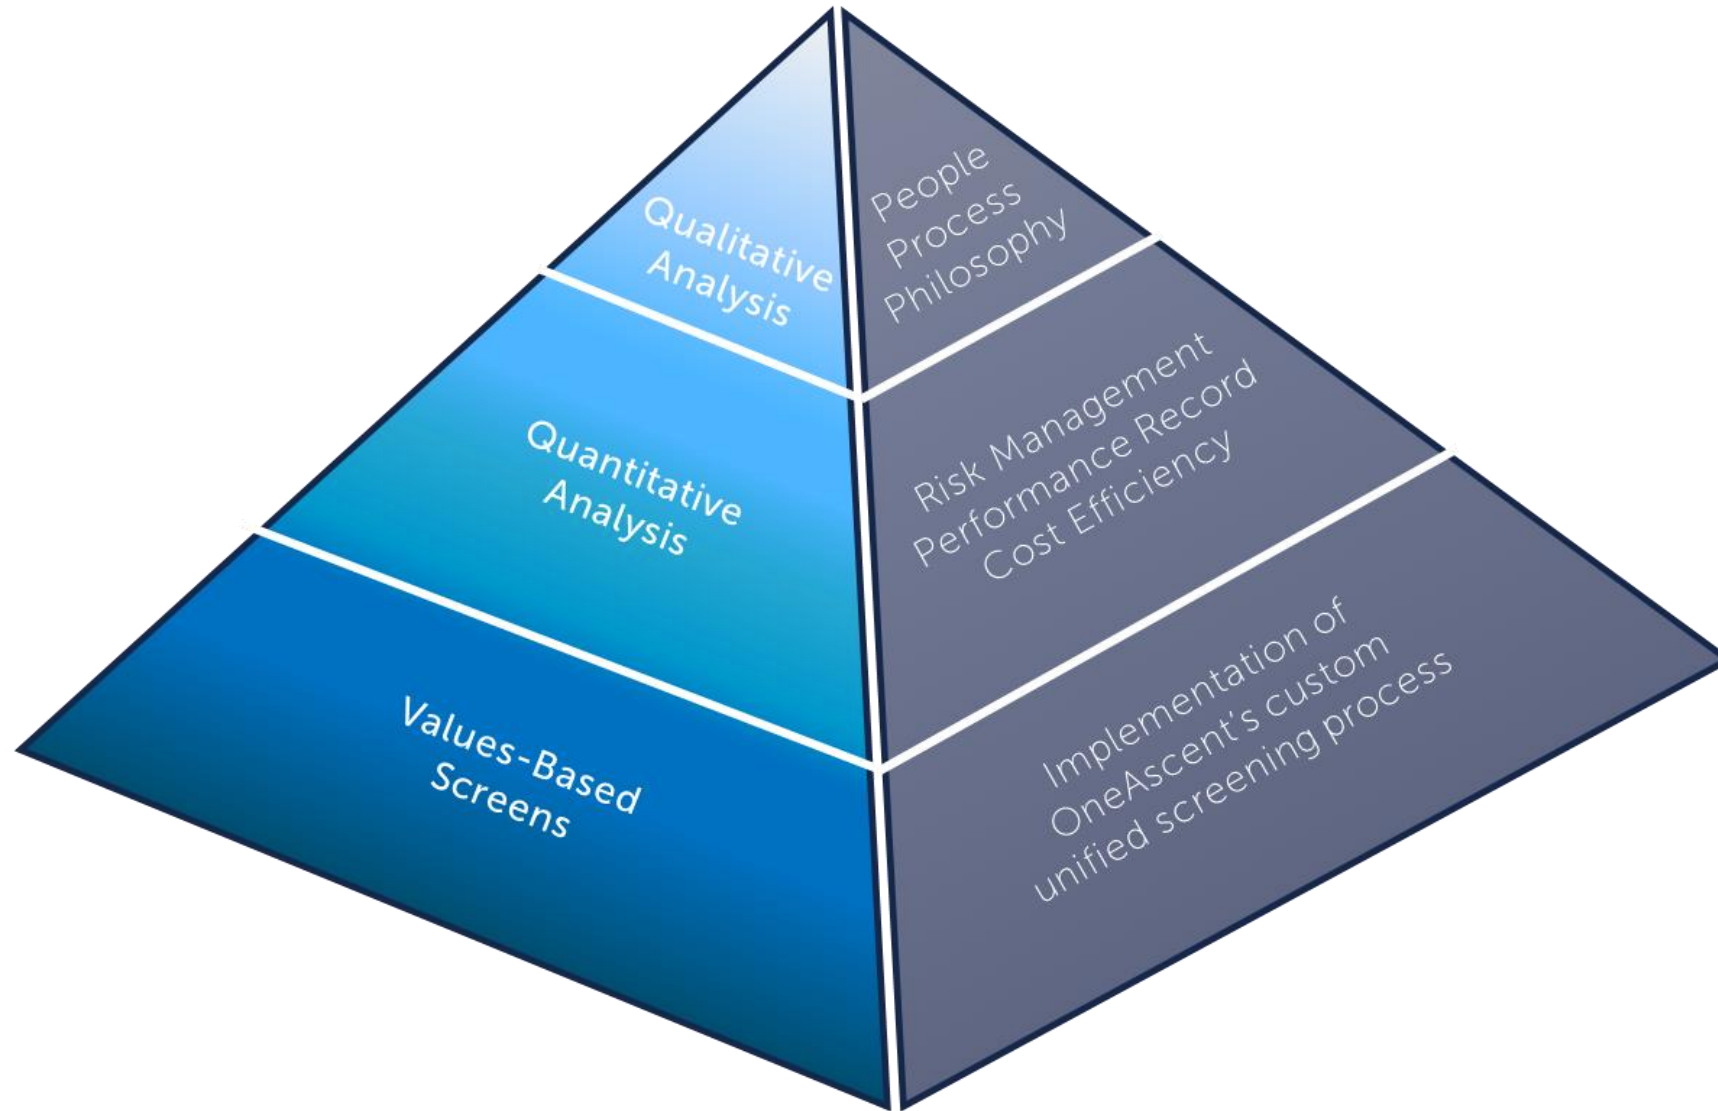 Qualitative
Analysis
People
Process
Philosophy
Quantitative
Analysis
Risk Management
Performance Record
Cost Efficiency
Values-Based
Screens
Implementation of
OneAscent's custom
unified screening process